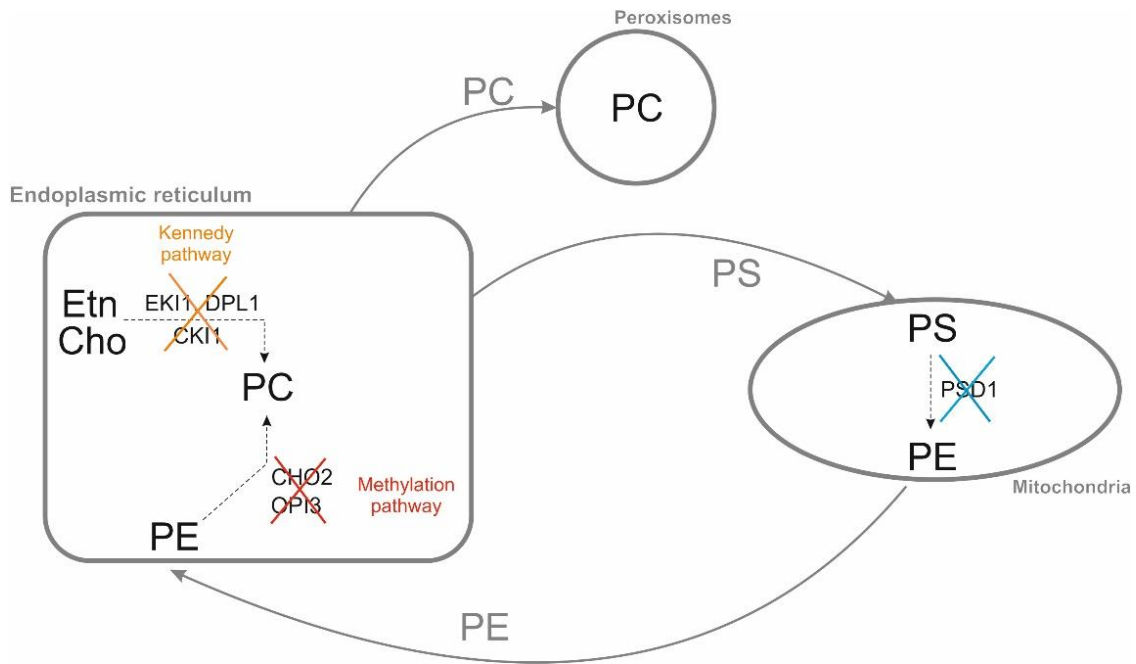 Peroxisomes
PC
PC
Endoplasmic reticulum
Kennedy
pathway
Etn
EKI1 DPL1
Cho
CKI1
PC
CHO2
OPI3
Methylation
pathway
PE
PS
PS
PSD1
PE
Mitochondria
PE